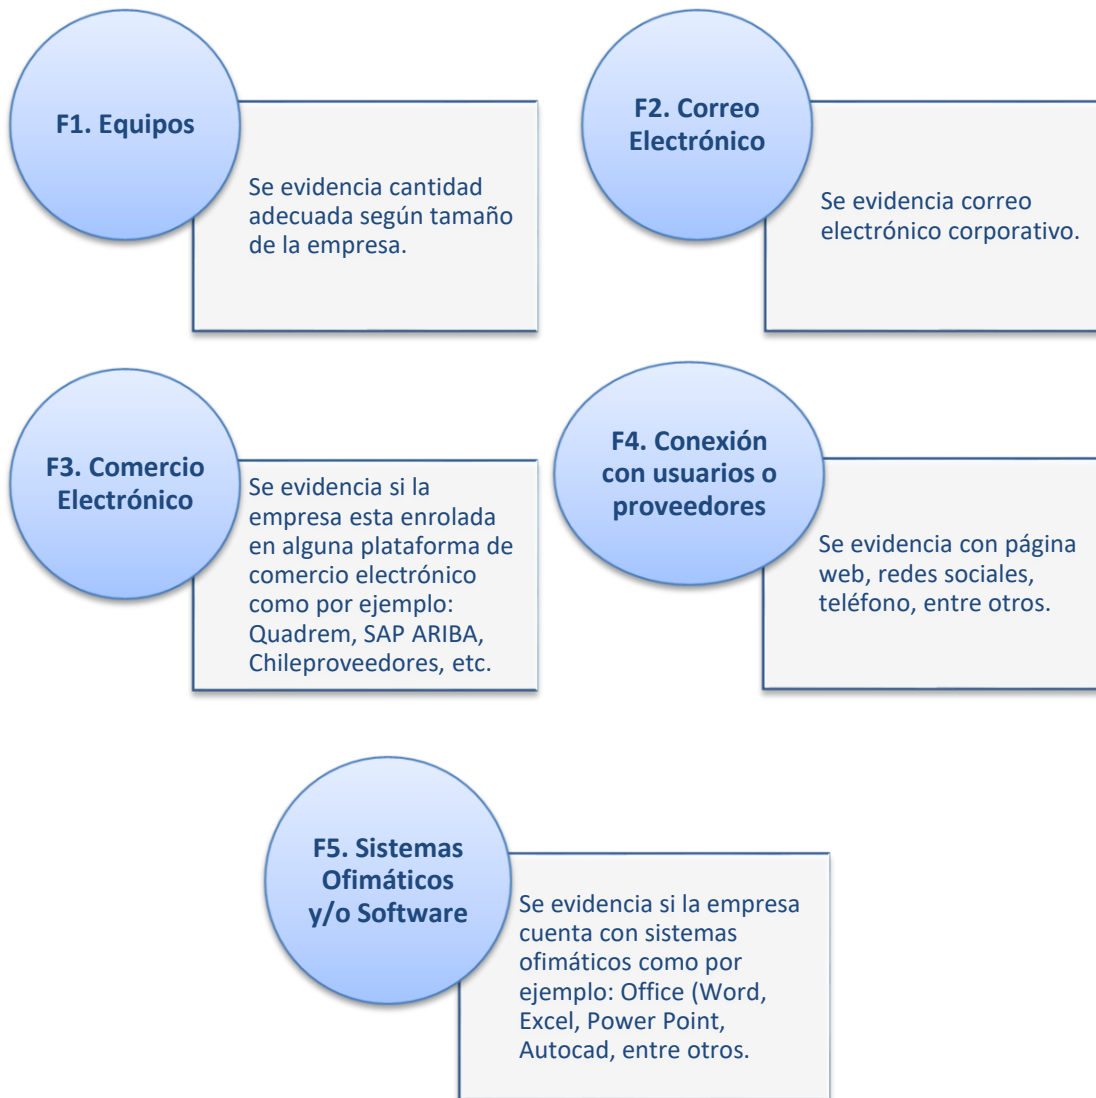 F1. Equipos
Se evidencia cantidad
adecuada según tamaño
de la empresa.
F2. Correo
Electrónico
Se evidencia correo
electrónico corporativo.
F3. Comercio
Electrónico
Se evidencia si la
empresa esta enrolada
en alguna plataforma de
comercio electrónico
como por ejemplo:
Quadrem, SAP ARIBA,
Chileproveedores, etc.
F4. Conexión
con usuarios o
proveedores
Se evidencia con página
web, redes sociales,
teléfono, entre otros.
F5. Sistemas
Ofimáticos
y/o Software
Se evidencia si la empresa
cuenta con sistemas
ofimáticos como por
ejemplo: Office (Word,
Excel, Power Point,
Autocad, entre otros.